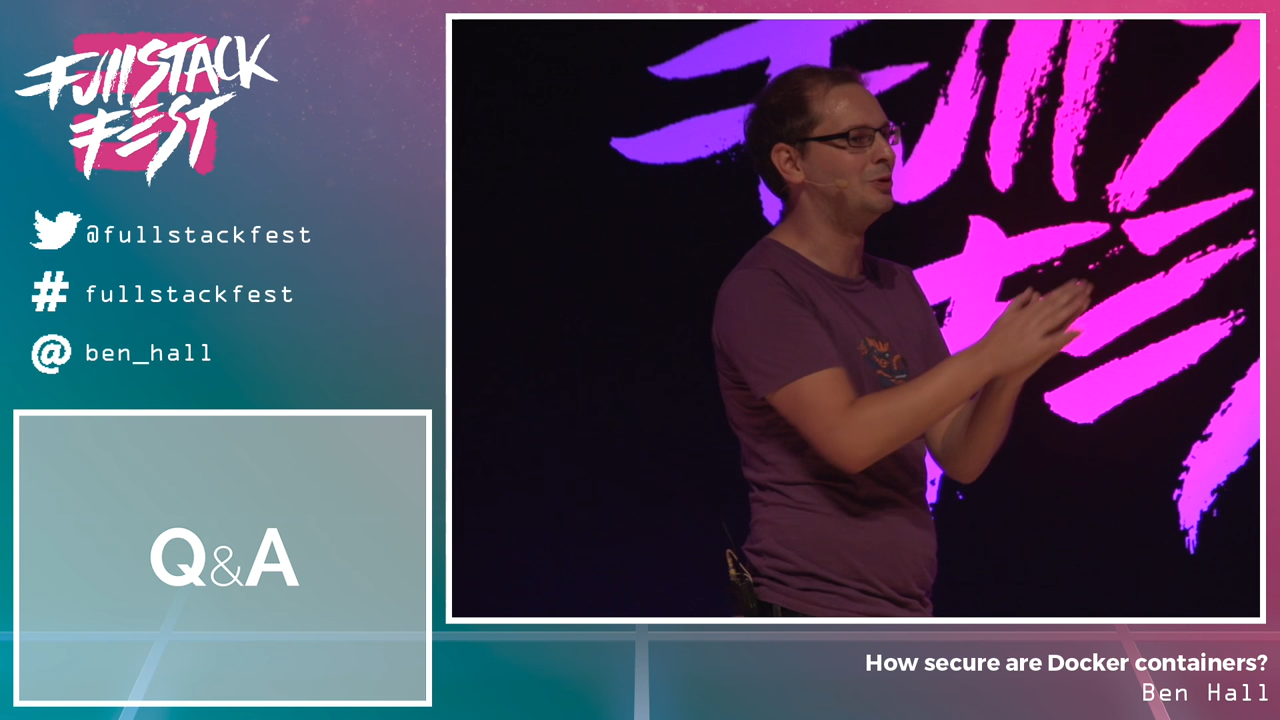 FullStack
Fest
@fullstackfest
# fullstackfest
@ ben_hall
Q&A
How secure are Docker containers?
Ben Hall